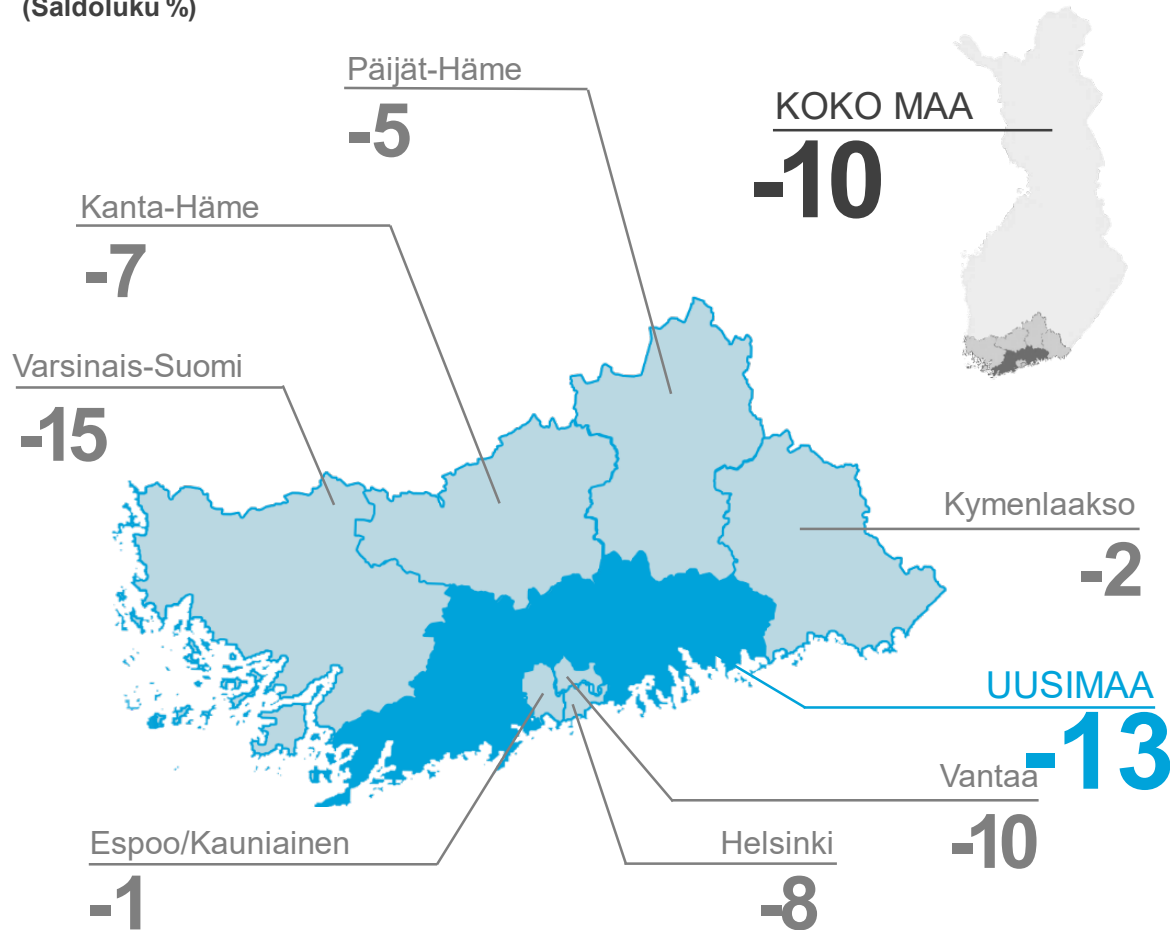 (Saldoluku %)
Päijät-Häme
-5
KOKO MAA
-10
Kanta-Häme
-7
Varsinais-Suomi
-15
Kymenlaakso
-2
UUSIMAA
-13
Vantaa
-10
Espoo/Kauniainen
-1
Helsinki
-8